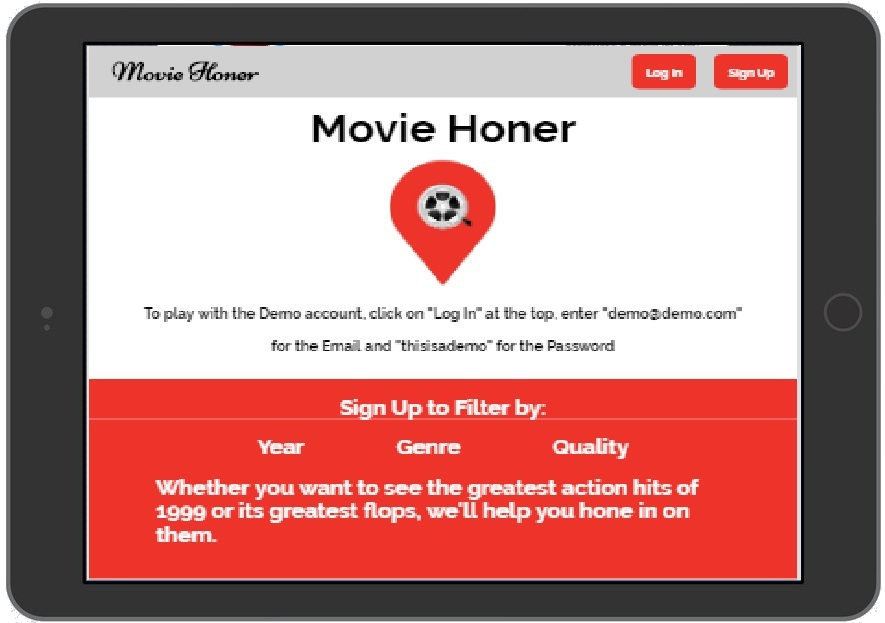 Movie Honer
Log In
Sign Up
Movie Honer
To play with the Demo account, click on "Log In" at the top, enter "demo@demo.com"
for the Email and "thisisademo" for the Password
Sign Up to Filter by:
Year Genre Quality
Whether you want to see the greatest action hits of
1999 or its greatest flops, we'll help you hone in on
them.